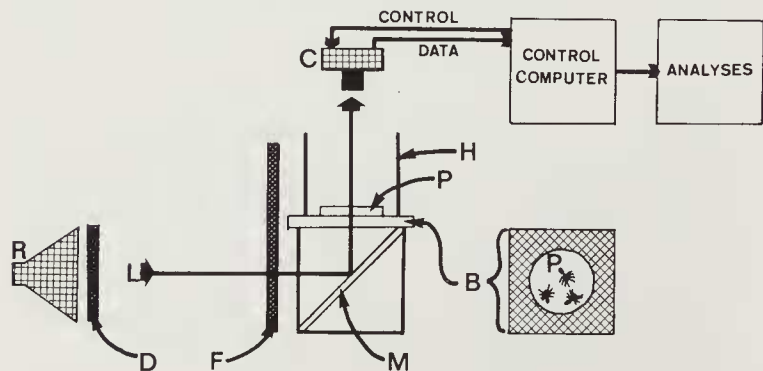 CONTROL
DATA
C
CONTROL
COMPUTER
ANALYSES
H
P
R
L
B
P
D
F
M